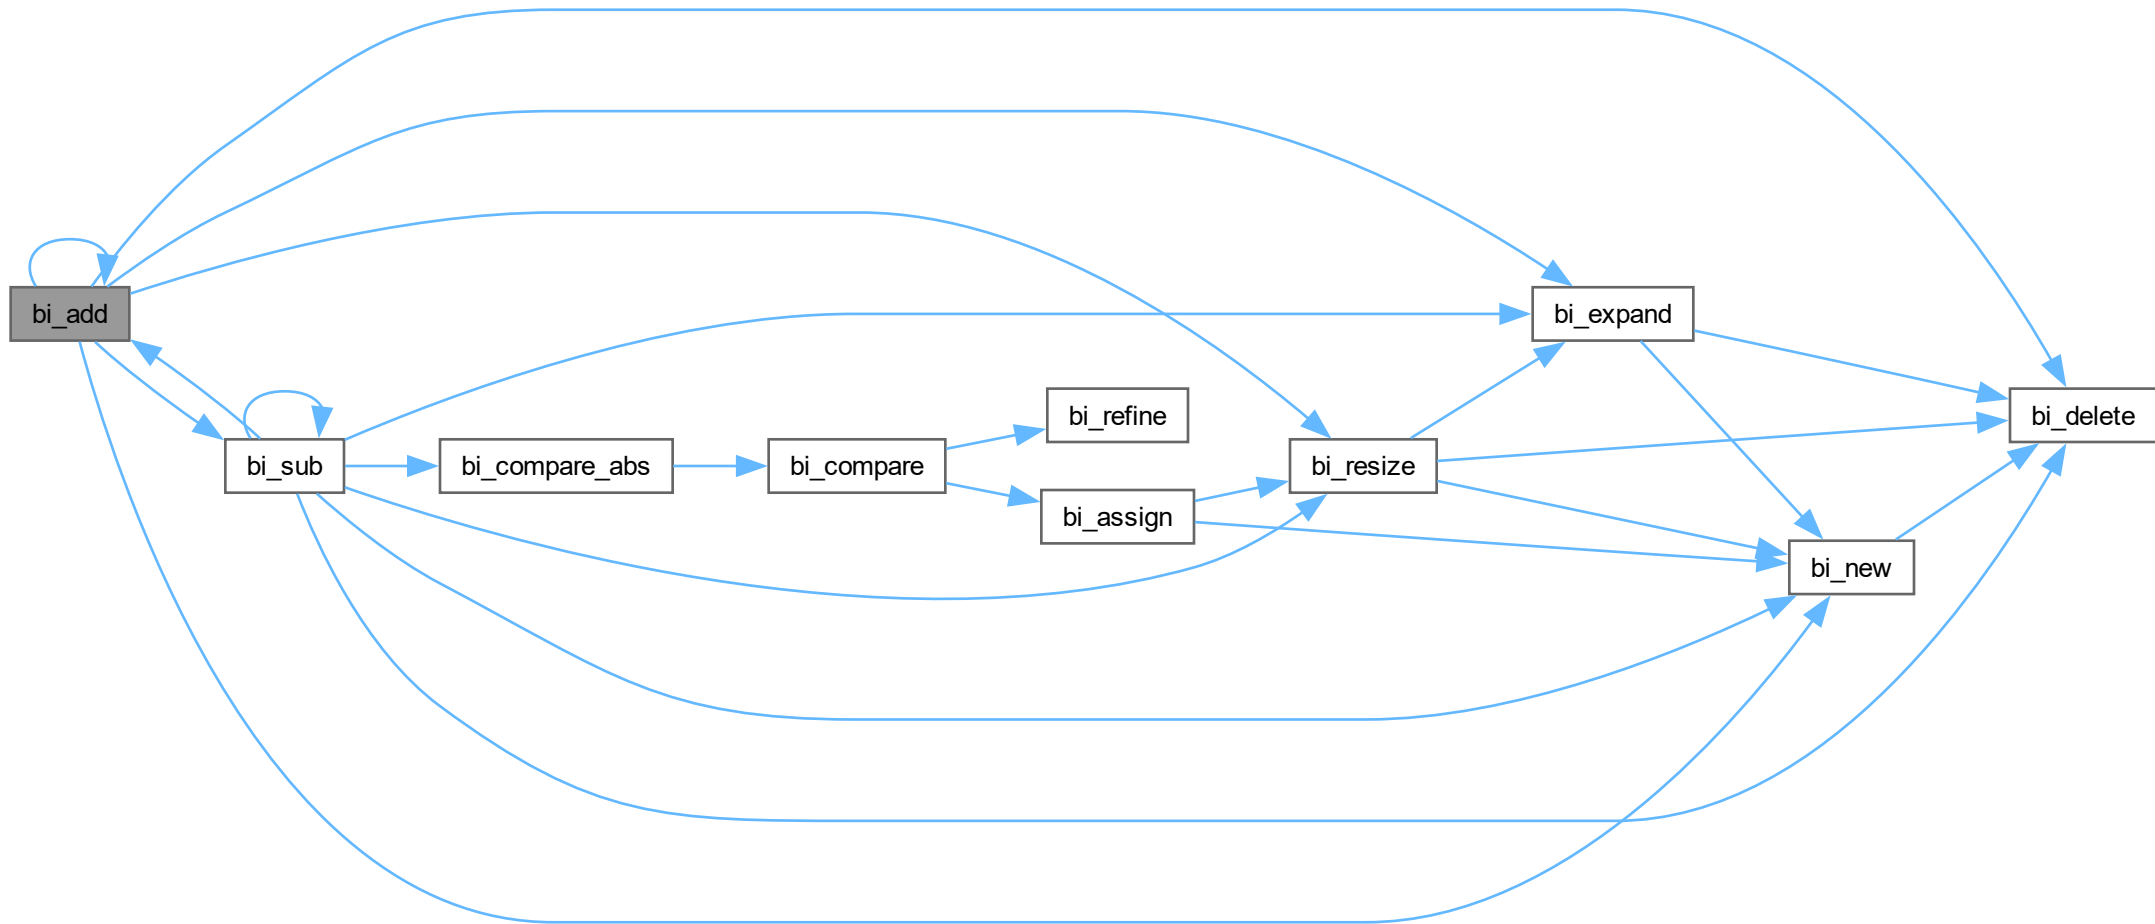 bi_add
bi_sub
bi_compare_abs
bi_compare
bi_refine
bi_assign
bi_resize
bi_expand
bi_new
bi_delete